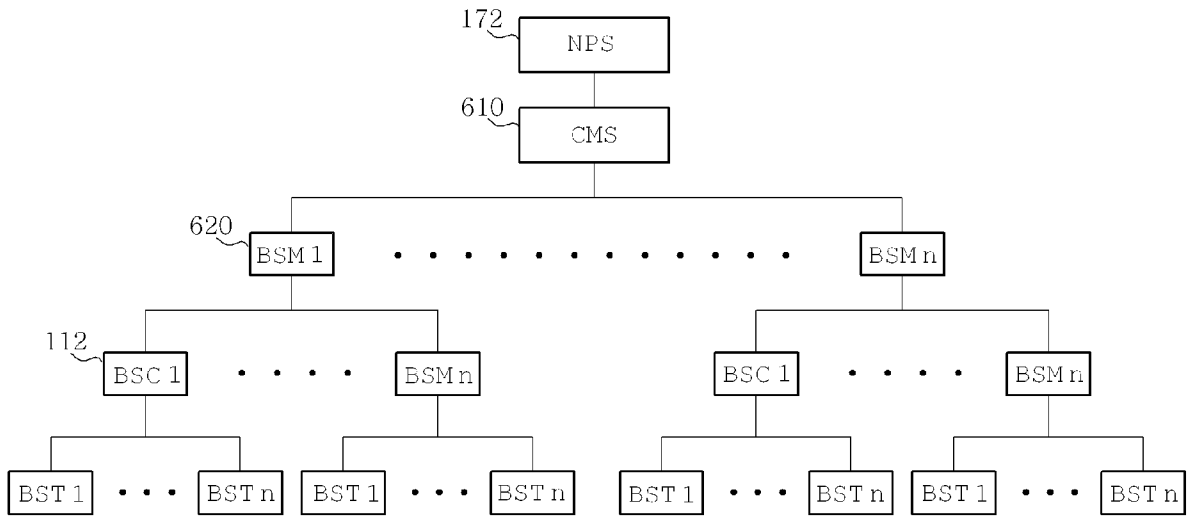 172
NPS
610
CMS
620
BSM 1
BSM n
112
BSC 1
BSM n
BSC 1
BSM n
BST 1
BST n
BST 1
BST n
BST 1
BST n
BST 1
BST n